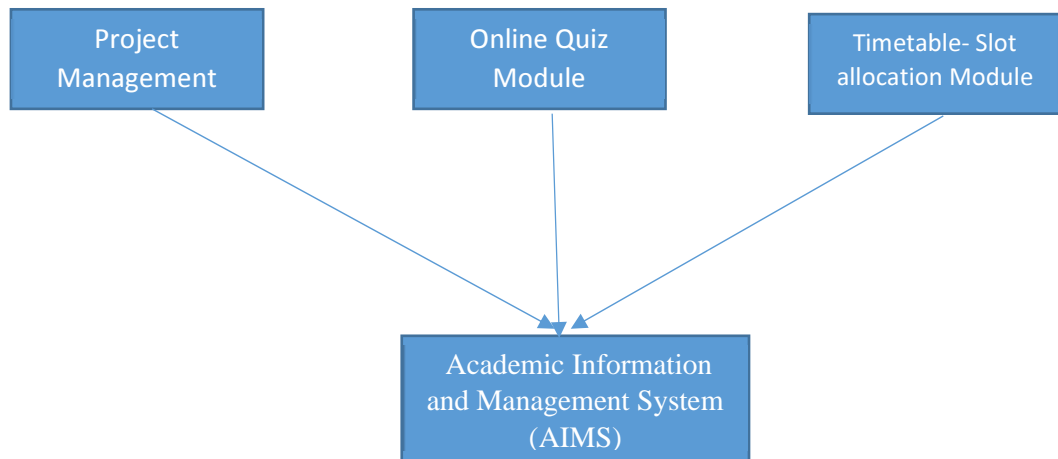 Project
Management
Online Quiz
Module
Timetable- Slot
allocation Module
Academic Information
and Management System
(AIMS)